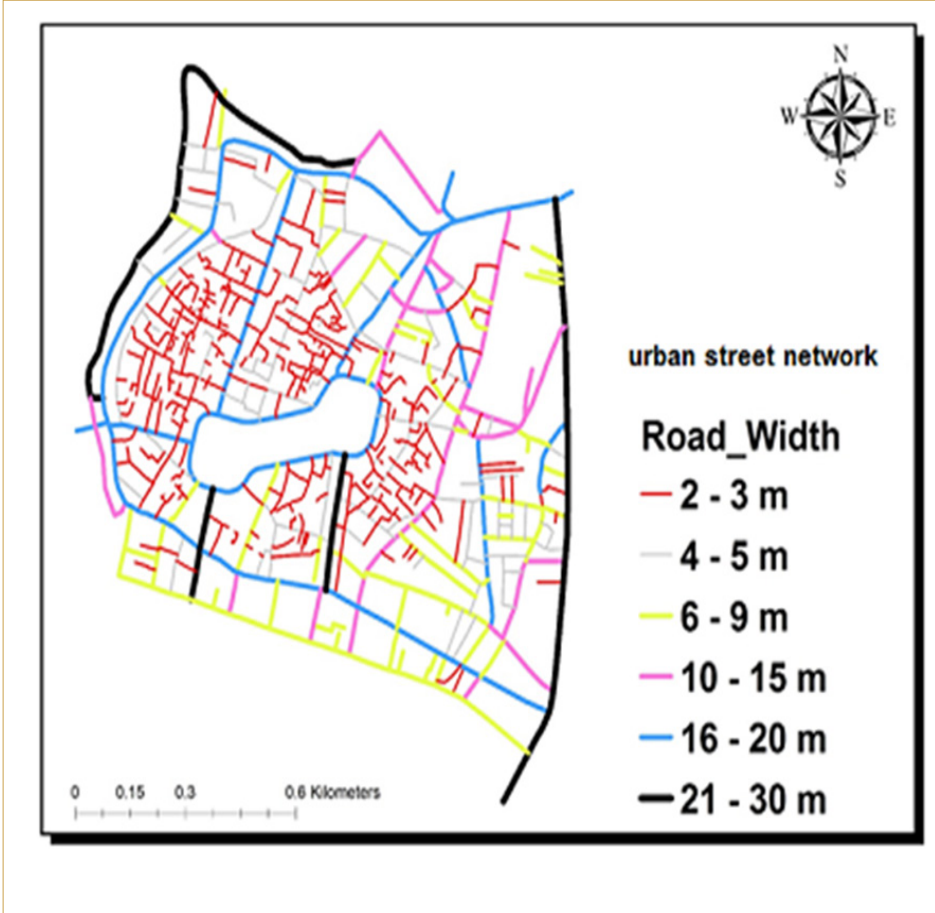 N
W E
S
urban street network
Road_Width
2 - 3 m
4 - 5 m
6 - 9 m
10 - 15 m
16 - 20 m
21 - 30 m
0 0.15 0.3 0.6 Kilometers